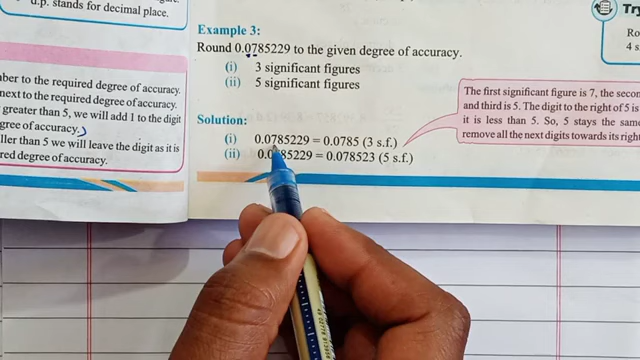 d.p. stands for decimal place.
Try
Example 3:
Ro
Round 0.0785229 to the given degree of accuracy.
4 s
(i) 3 significant figures
(ii) 5 significant figures
ber to the required degree of accuracy.
next to the required degree of accuracy.
greater than 5, we will add 1 to the digit
gree of accuracy.
ller than 5 we will leave the digit as it is
red degree of accuracy.
The first significant figure is 7, the secon
and third is 5. The digit to the right of 5 is
it is less than 5. So, 5 stays the same
remove all the next digits towards its right
Solution:
(i) 0.0785229 = 0.0785 (3 s.f.)
(ii) 0.0785229 = 0.078523 (5 s.f.)